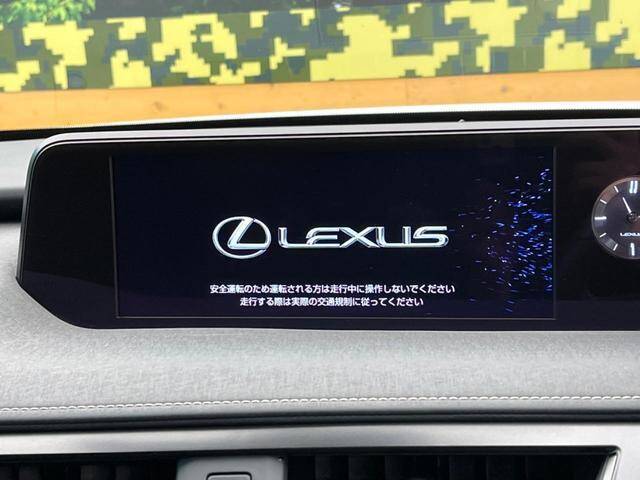 LEXUS
安全運転のため運転される方は走行中に操作しないでください
走行する際は実際の交通規制に従ってください
LEXUS